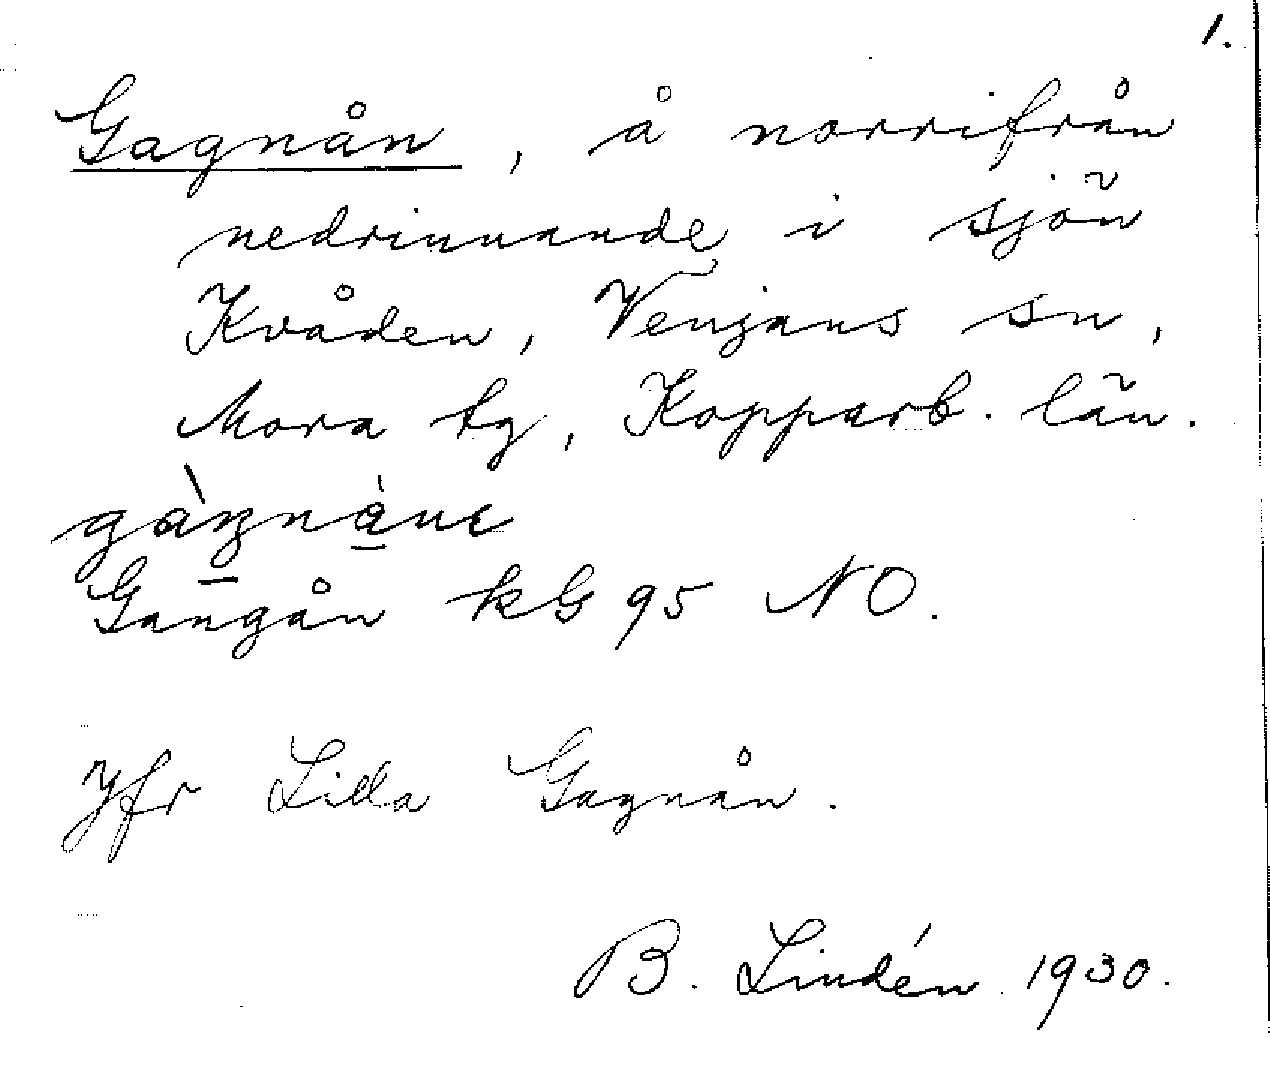 1.
Gagnån, å norrifrån
nedrinnande i sjön
Kvåden, Venjans sn,
Mora tg, Kopparb. län.
Gangån kG 95 NO.
Jfr Lilla Gagnån.
B. Lindén 1930.